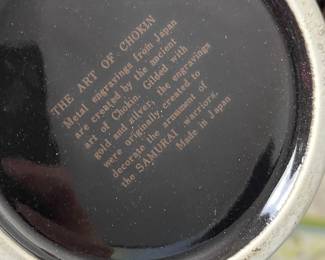 THE ART OF CHOKIN
Metal engravings from Japan
are created by the ancient
art of Chokin. Gilded with
gold and silver, the engravings
were originally created to
decorate the armament of
the SAMURAI warriors.
Made in Japan